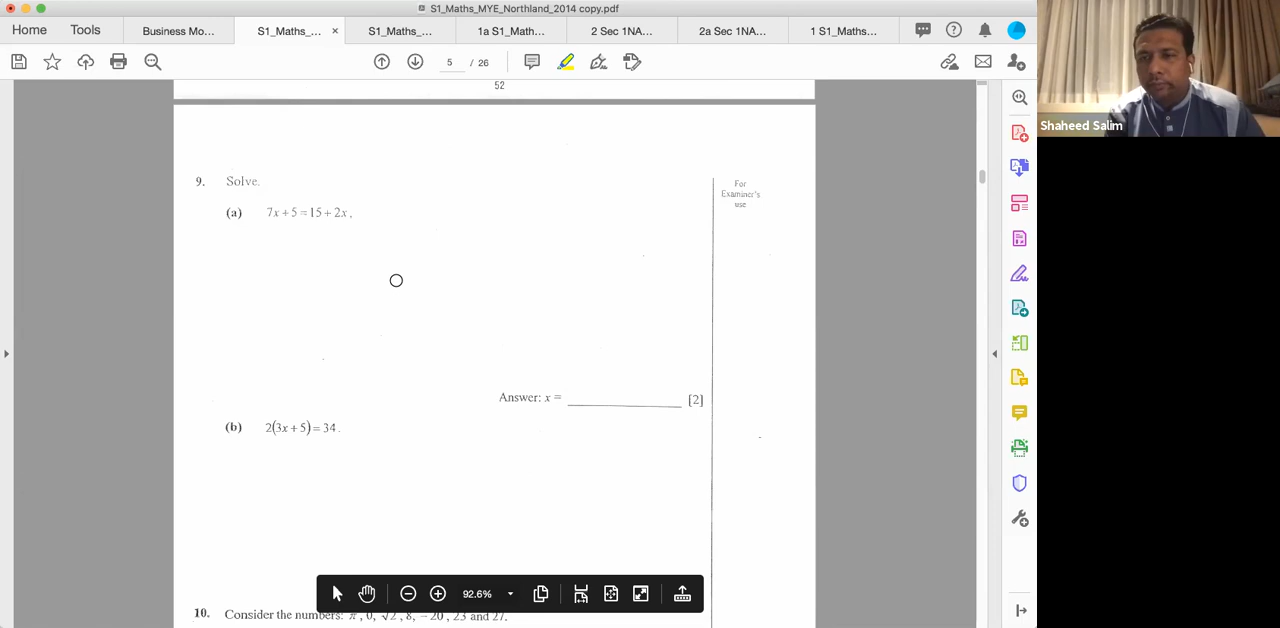 S1_Maths_MYE_Northland_2014 copy.pdf
Home Tools Business Mo... S1_Maths_... × S1_Maths_... 1a S1_Math... 2 Sec 1NA... 2a Sec 1NA... 1 S1_Maths...
5 / 26
Shaheed Salim
52
9. Solve.
For
Examiner's
use
(a) 7x + 5 = 15 + 2x,
Answer: x = ____________ [2]
(b) 2(3x + 5) = 34.
92.6%
10. Consider the numbers: π, 0, √2, 8, −20, 23 and 27.